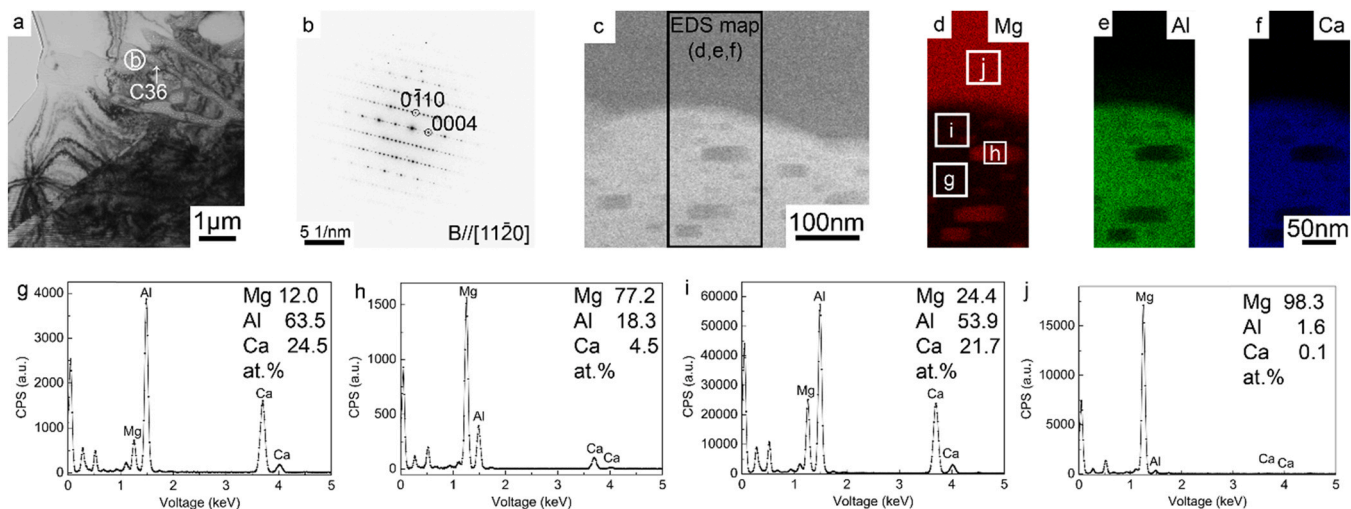 a
b
C36
1μm
b
01̄10
0004
5 1/nm
B//[112̄0]
c
EDS map
(d,e,f)
100nm
d
Mg
j
i
h
g
e
Al
f
Ca
50nm
g
Mg 12.0
Al 63.5
Ca 24.5
at.%
Al
Mg
Ca
Ca
CPS (a.u.)
4000
3000
2000
1000
0
0 1 2 3 4 5
Voltage (keV)
h
Mg 77.2
Al 18.3
Ca 4.5
at.%
Mg
Al
Ca
Ca
CPS (a.u.)
1500
1000
500
0
0 1 2 3 4 5
Voltage (keV)
i
Mg 24.4
Al 53.9
Ca 21.7
at.%
Al
Mg
Ca
Ca
CPS (a.u.)
60000
50000
40000
30000
20000
10000
0
0 1 2 3 4 5
Voltage (keV)
j
Mg 98.3
Al 1.6
Ca 0.1
at.%
Mg
Al
Ca
Ca
CPS (a.u.)
15000
10000
5000
0
0 1 2 3 4 5
Voltage (keV)